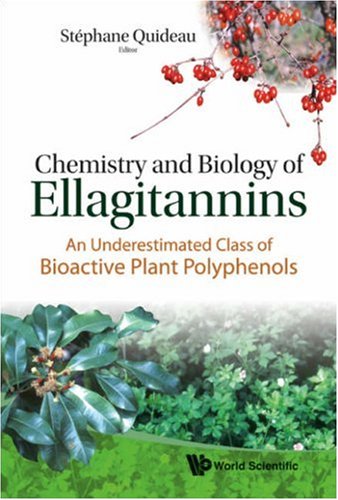 Stéphane Quideau
Editor
Chemistry and Biology of
Ellagitannins
An Underestimated Class of
Bioactive Plant Polyphenols
World Scientific